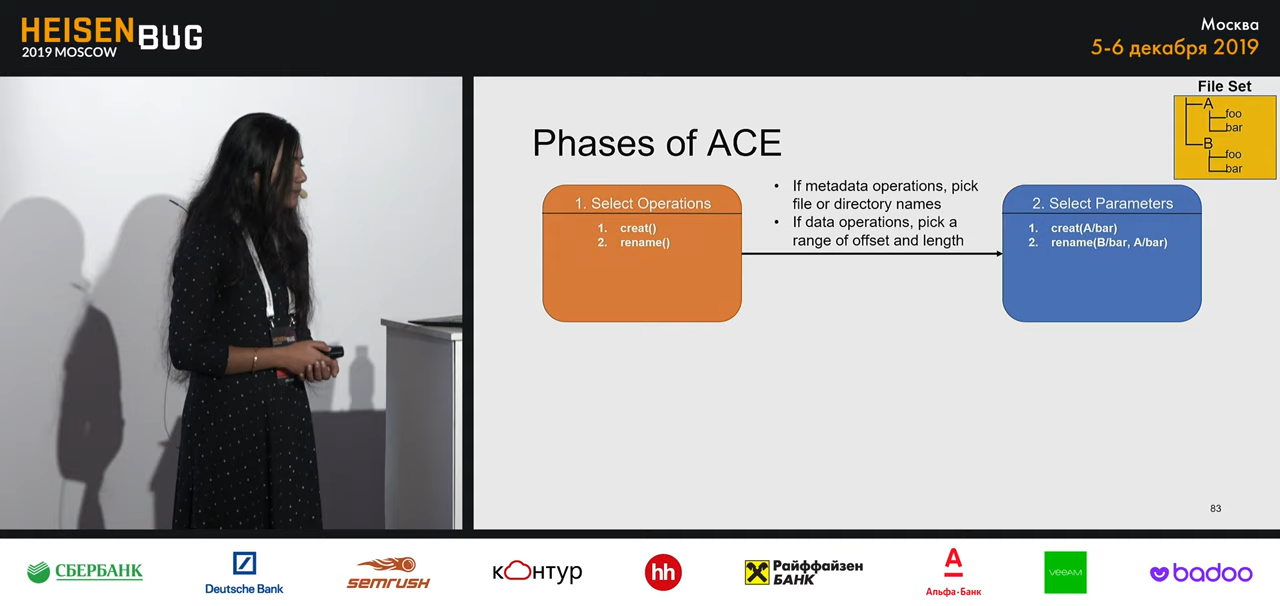 HEISENBUG
2019 MOSCOW
Москва
5-6 декабря 2019
File Set
A
foo
bar
B
foo
bar
Phases of ACE
1. Select Operations
1. creat()
2. rename()
• If metadata operations, pick
file or directory names
• If data operations, pick a
range of offset and length
2. Select Parameters
1. creat(A/bar)
2. rename(B/bar, A/bar)
83
СБЕРБАНК
Deutsche Bank
semrush
кОнтур
hh
Райффайзен
БАНК
А
Альфа·Банк
veeam
badoo